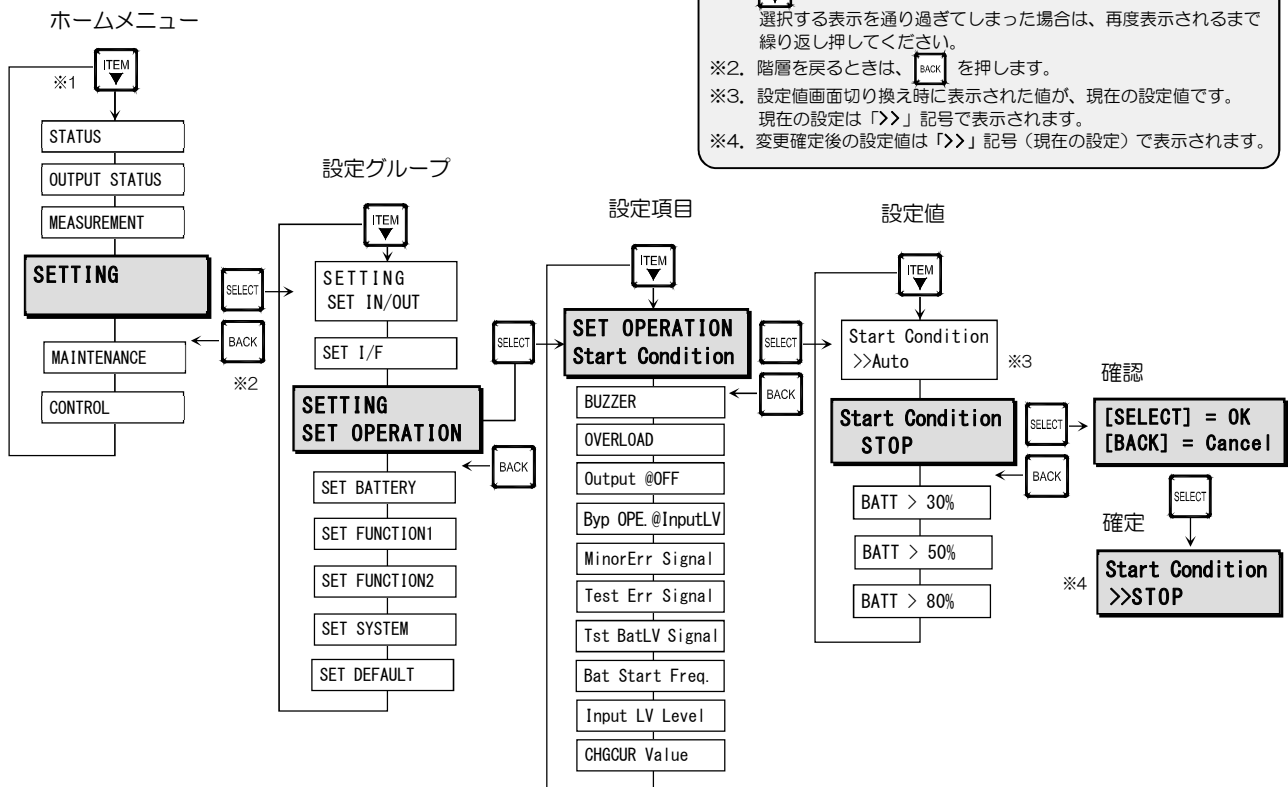 ホームメニュー
※1
ITEM
STATUS
OUTPUT STATUS
MEASUREMENT
SETTING
SELECT
BACK
※2
MAINTENANCE
CONTROL
設定グループ
ITEM
SETTING
SET IN/OUT
SET I/F
SETTING
SET OPERATION
SELECT
BACK
SET BATTERY
SET FUNCTION1
SET FUNCTION2
SET SYSTEM
SET DEFAULT
選択する表示を通り過ぎてしまった場合は、再度表示されるまで
繰り返し押してください。
※2. 階層を戻るときは、 BACK を押します。
※3. 設定値画面切り換え時に表示された値が、現在の設定値です。
現在の設定は「>>」記号で表示されます。
※4. 変更確定後の設定値は「>>」記号（現在の設定）で表示されます。
設定項目
ITEM
SET OPERATION
Start Condition
SELECT
BACK
BUZZER
OVERLOAD
Output @OFF
Byp OPE.@InputLV
MinorErr Signal
Test Err Signal
Tst BatLV Signal
Bat Start Freq.
Input LV Level
CHGCUR Value
設定値
ITEM
Start Condition
>>Auto
※3
Start Condition
STOP
SELECT
BACK
BATT > 30%
BATT > 50%
BATT > 80%
確認
[SELECT] = OK
[BACK] = Cancel
SELECT
確定
※4
Start Condition
>>STOP